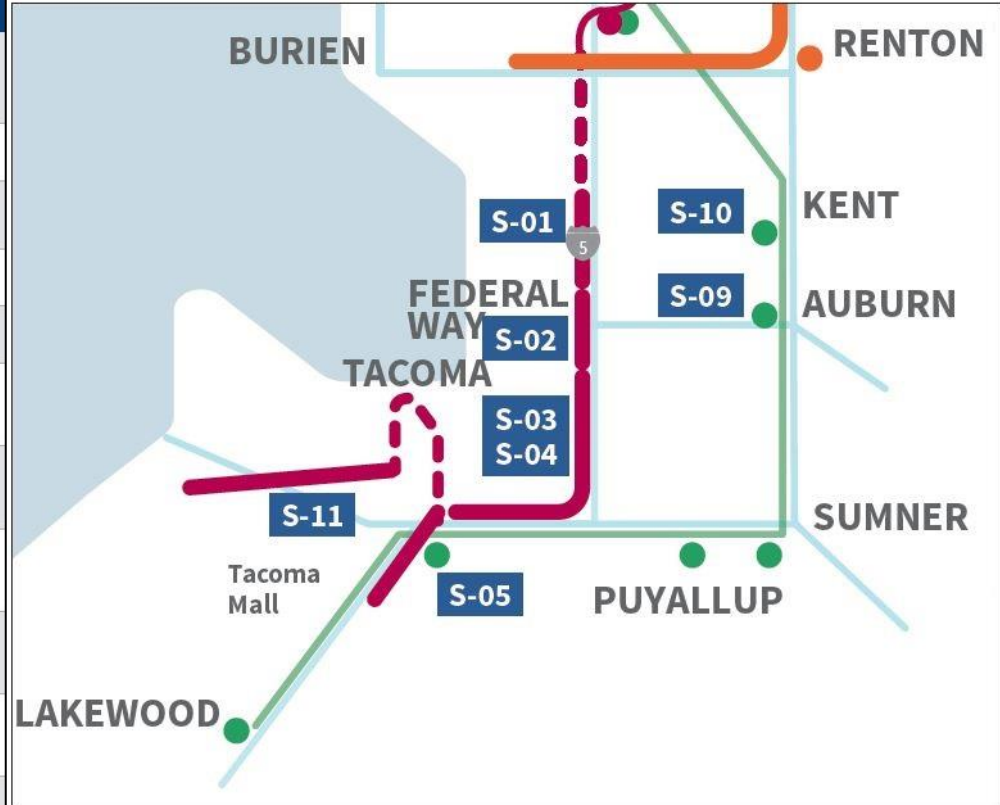 BURIEN
RENTON
S-01
S-10
KENT
5
FEDERAL
WAY
S-09
AUBURN
S-02
TACOMA
S-03
S-04
S-11
SUMNER
Tacoma
Mall
S-05
PUYALLUP
LAKEWOOD